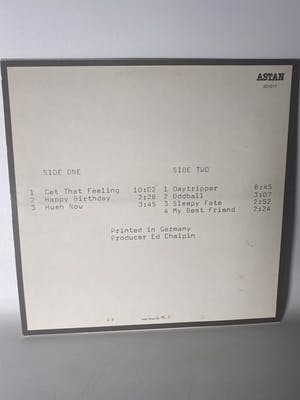 ASTAN
201017
SIDE ONE
1 Get That Feeling 10:02
2 Happy Birthday 2:28
3 Hush Now 3:45
SIDE TWO
1 Daytripper 6:45
2 Oddball 3:07
3 Sleepy Fate 2:52
4 My Best Friend 2:24
Printed in Germany
Producer Ed Chalpin